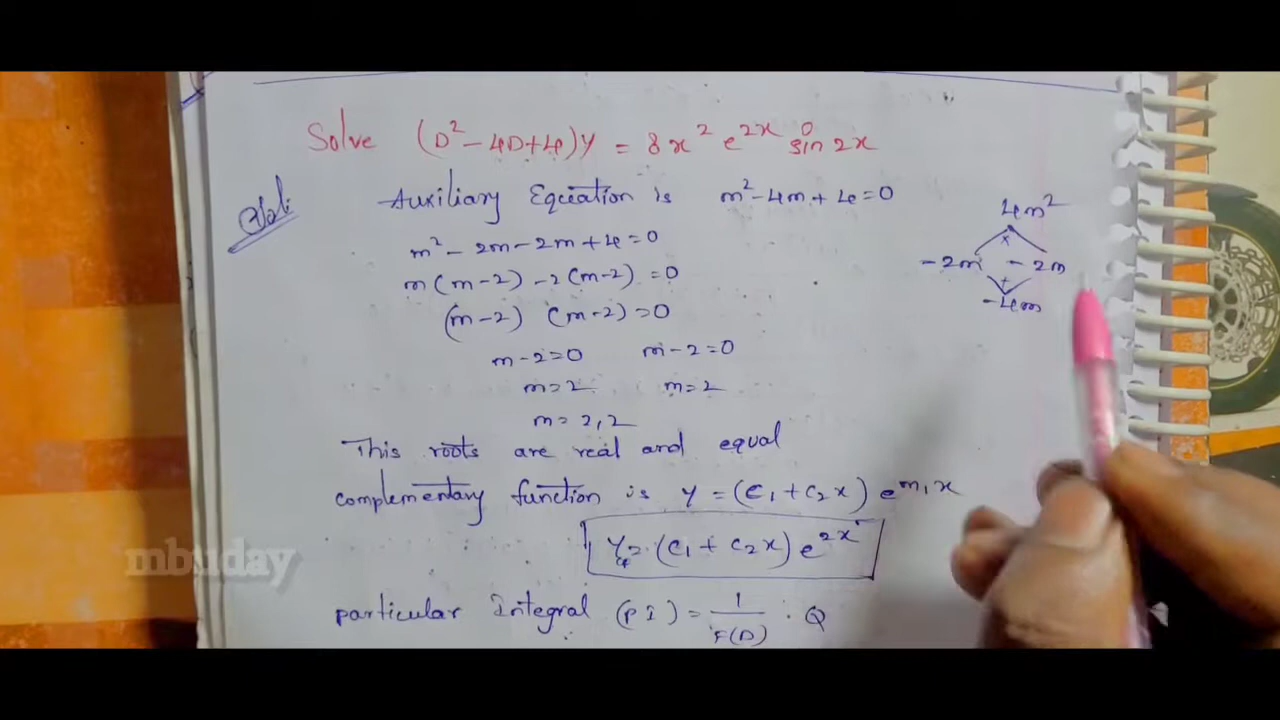 Solve (D² - 4D+4)y = 8x² e^2x sin 2x
Sol:
Auxiliary Equation is m² - 4m + 4 = 0
m² - 2m - 2m + 4 = 0
m(m-2) -2(m-2) = 0
(m-2) (m-2) = 0
m-2=0 m-2=0
m=2 m=2
m= 2,2
4m²
×
-2m -2m
+
-4m
This roots are real and equal
complementary function is y = (c₁ + c₂x) e^m₁x
y_c = (c₁ + c₂x) e^2x
particular Integral (PI) = 1/F(D) . Q
mbuday